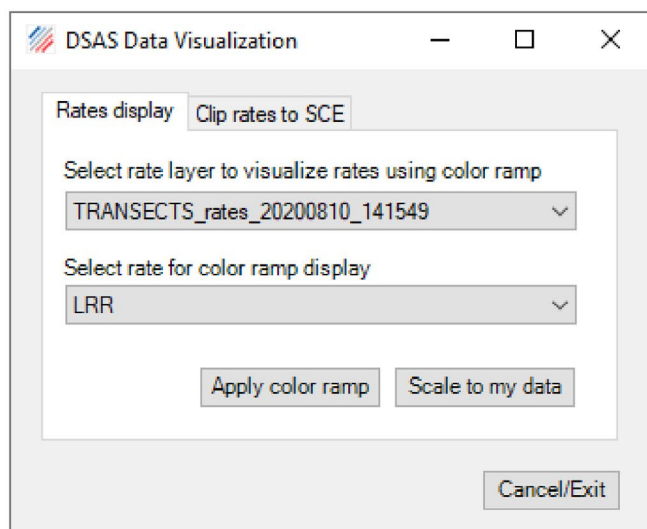 DSAS Data Visualization
Rates display
Clip rates to SCE
Select rate layer to visualize rates using color ramp
TRANSECTS_rates_20200810_141549
Select rate for color ramp display
LRR
Apply color ramp
Scale to my data
Cancel/Exit